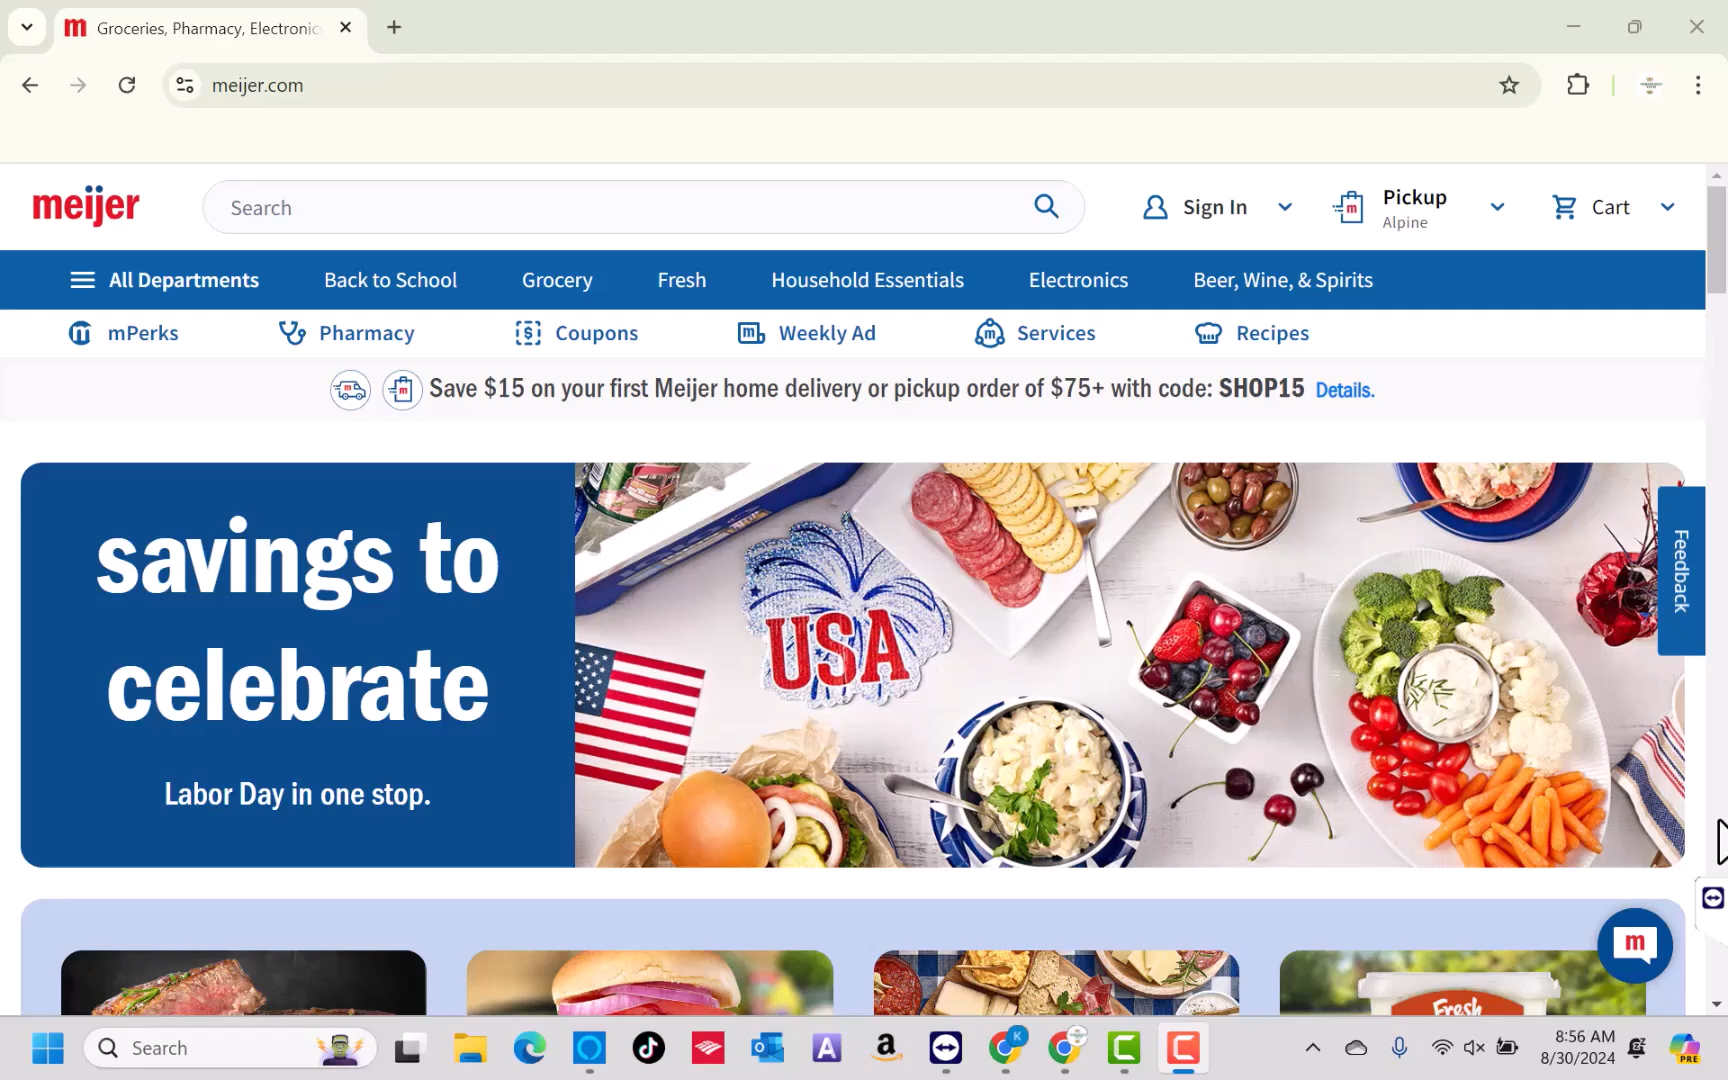 Groceries, Pharmacy, Electronics
meijer.com
meijer
Search
Sign In
Pickup
Alpine
Cart
All Departments
Back to School
Grocery
Fresh
Household Essentials
Electronics
Beer, Wine, & Spirits
mPerks
Pharmacy
Coupons
Weekly Ad
Services
Recipes
Save $15 on your first Meijer home delivery or pickup order of $75+ with code: SHOP15 Details.
savings to
celebrate
Labor Day in one stop.
USA
Feedback
m
Fresh
Search
8:56 AM
8/30/2024
PRE